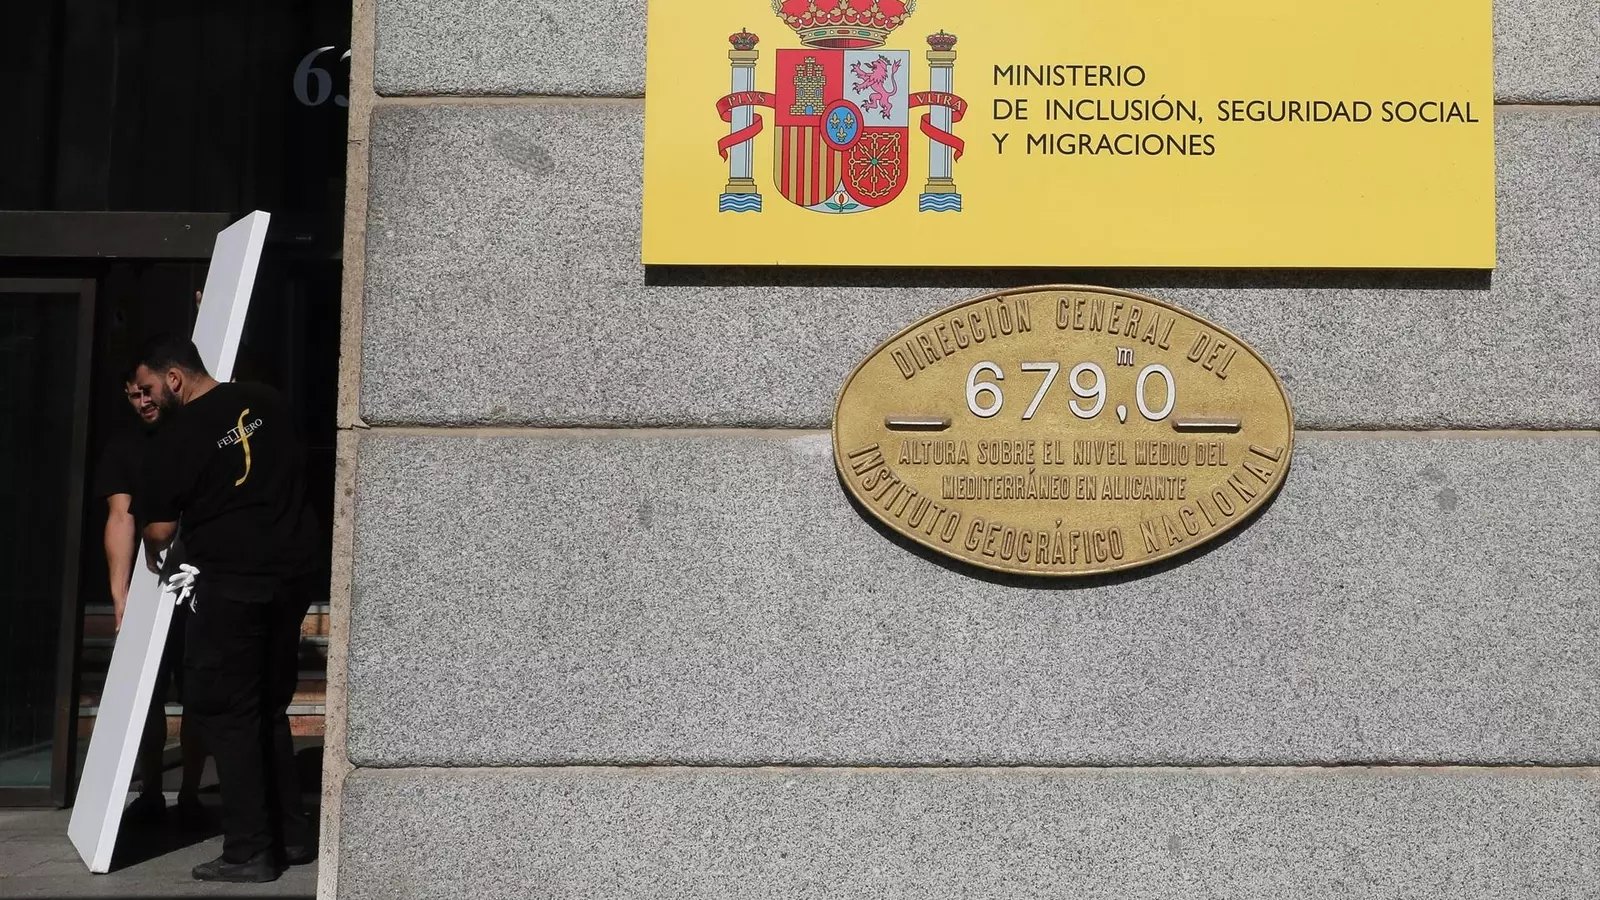 63
PLVS VLTRA
MINISTERIO
DE INCLUSIÓN, SEGURIDAD SOCIAL
Y MIGRACIONES
DIRECCIÒN GENERAL DEL
679,0 m
ALTURA SOBRE EL NIVEL MEDIO DEL
MEDITERRÁNEO EN ALICANTE
INSTITUTO GEOGRÁFICO NACIONAL
FELTRERO